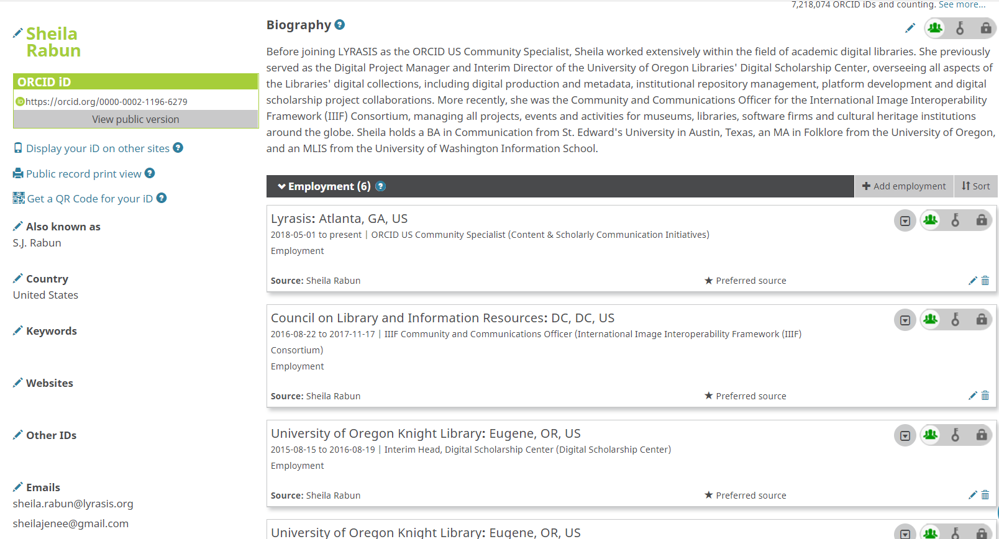 7,218,074 ORCID iDs and counting. See more...
Sheila
Rabun
ORCID iD
https://orcid.org/0000-0002-1196-6279
View public version
Display your iD on other sites
Public record print view
Get a QR Code for your iD
Also known as
S.J. Rabun
Country
United States
Keywords
Websites
Other IDs
Emails
sheila.rabun@lyrasis.org
sheilajenee@gmail.com
Biography
Before joining LYRASIS as the ORCID US Community Specialist, Sheila worked extensively within the field of academic digital libraries. She previously
served as the Digital Project Manager and Interim Director of the University of Oregon Libraries' Digital Scholarship Center, overseeing all aspects of
the Libraries' digital collections, including digital production and metadata, institutional repository management, platform development and digital
scholarship project collaborations. More recently, she was the Community and Communications Officer for the International Image Interoperability
Framework (IIIF) Consortium, managing all projects, events and activities for museums, libraries, software firms and cultural heritage institutions
around the globe. Sheila holds a BA in Communication from St. Edward's University in Austin, Texas, an MA in Folklore from the University of Oregon,
and an MLIS from the University of Washington Information School.
Employment (6)
Add employment
Sort
Lyrasis: Atlanta, GA, US
2018-05-01 to present | ORCID US Community Specialist (Content & Scholarly Communication Initiatives)
Employment
Source: Sheila Rabun
★ Preferred source
Council on Library and Information Resources: DC, DC, US
2016-08-22 to 2017-11-17 | IIIF Community and Communications Officer (International Image Interoperability Framework (IIIF)
Consortium)
Employment
Source: Sheila Rabun
★ Preferred source
University of Oregon Knight Library: Eugene, OR, US
2015-08-15 to 2016-08-19 | Interim Head, Digital Scholarship Center (Digital Scholarship Center)
Employment
Source: Sheila Rabun
★ Preferred source
University of Oregon Knight Library: Eugene, OR, US